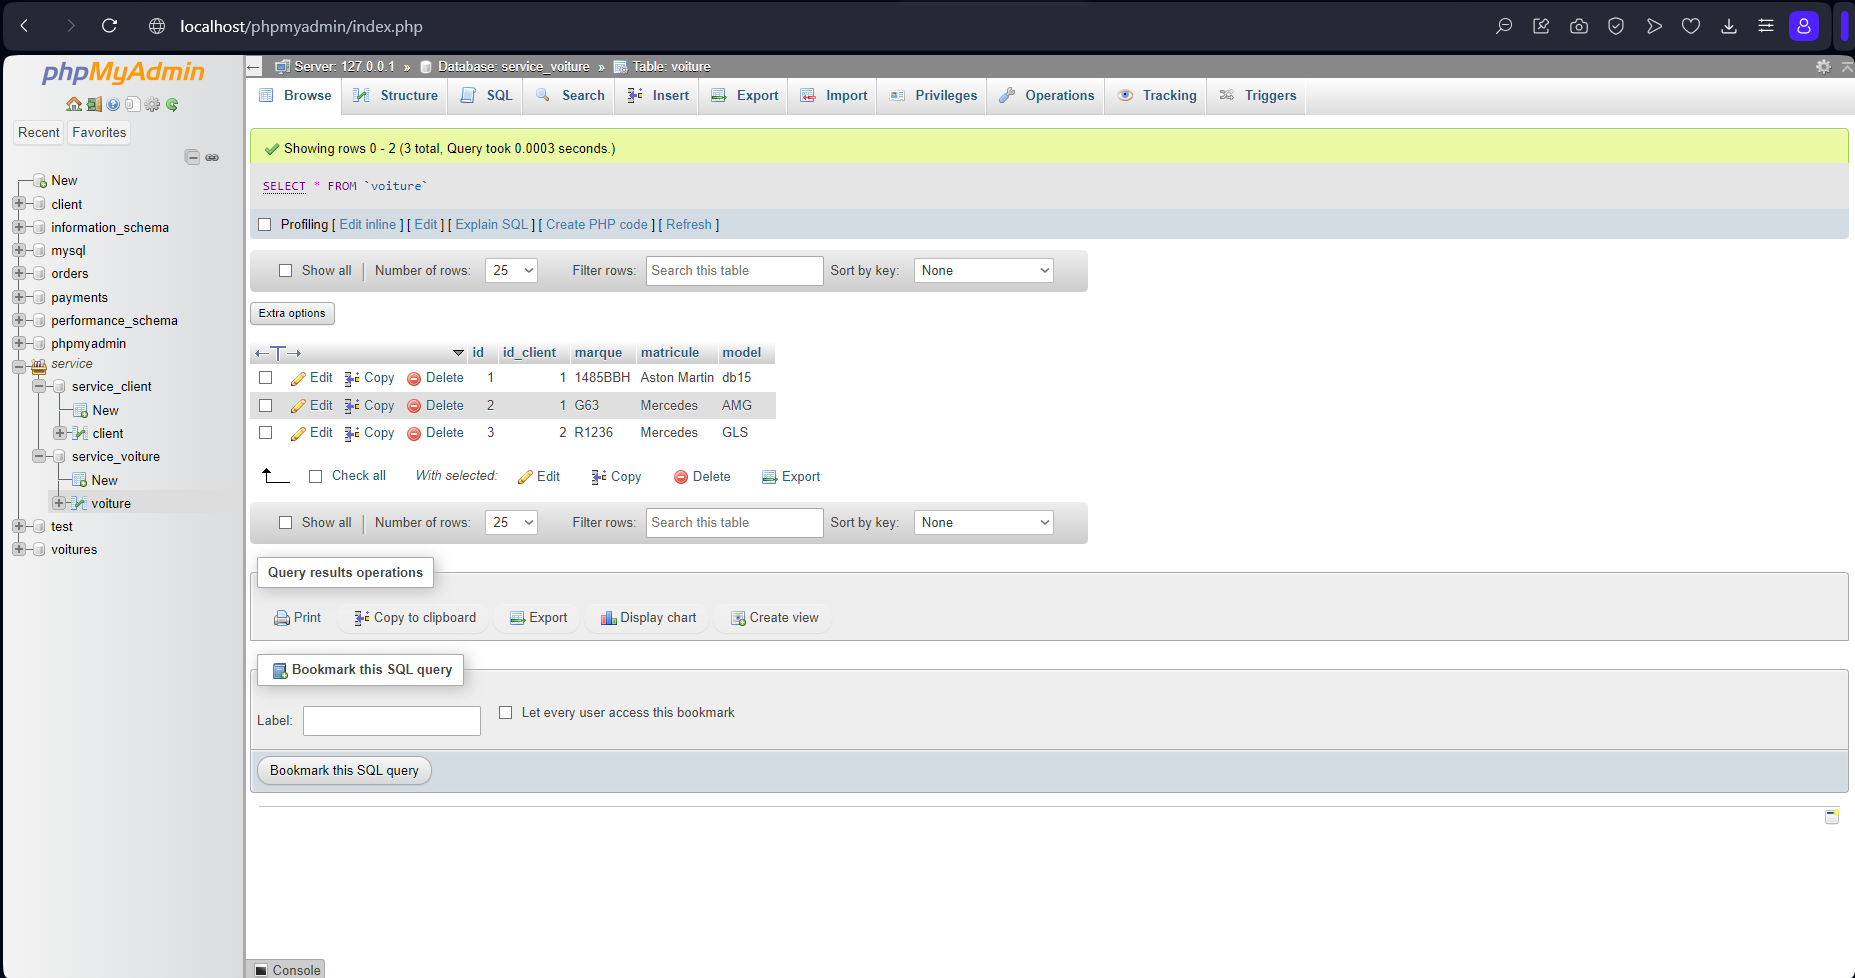 localhost/phpmyadmin/index.php
phpMyAdmin
Recent Favorites
New
client
information_schema
mysql
orders
payments
performance_schema
phpmyadmin
service
service_client
New
client
service_voiture
New
voiture
test
voitures
Server: 127.0.0.1 » Database: service_voiture » Table: voiture
Browse Structure SQL Search Insert Export Import Privileges Operations Tracking Triggers
Showing rows 0 - 2 (3 total, Query took 0.0003 seconds.)
SELECT * FROM `voiture`
Profiling [ Edit inline ] [ Edit ] [ Explain SQL ] [ Create PHP code ] [ Refresh ]
Show all Number of rows: 25 Filter rows: Search this table Sort by key: None
Extra options
id id_client marque matricule model
Edit Copy Delete 1 1 1485BBH Aston Martin db15
Edit Copy Delete 2 1 G63 Mercedes AMG
Edit Copy Delete 3 2 R1236 Mercedes GLS
Check all With selected: Edit Copy Delete Export
Show all Number of rows: 25 Filter rows: Search this table Sort by key: None
Query results operations
Print Copy to clipboard Export Display chart Create view
Bookmark this SQL query
Label: Let every user access this bookmark
Bookmark this SQL query
Console